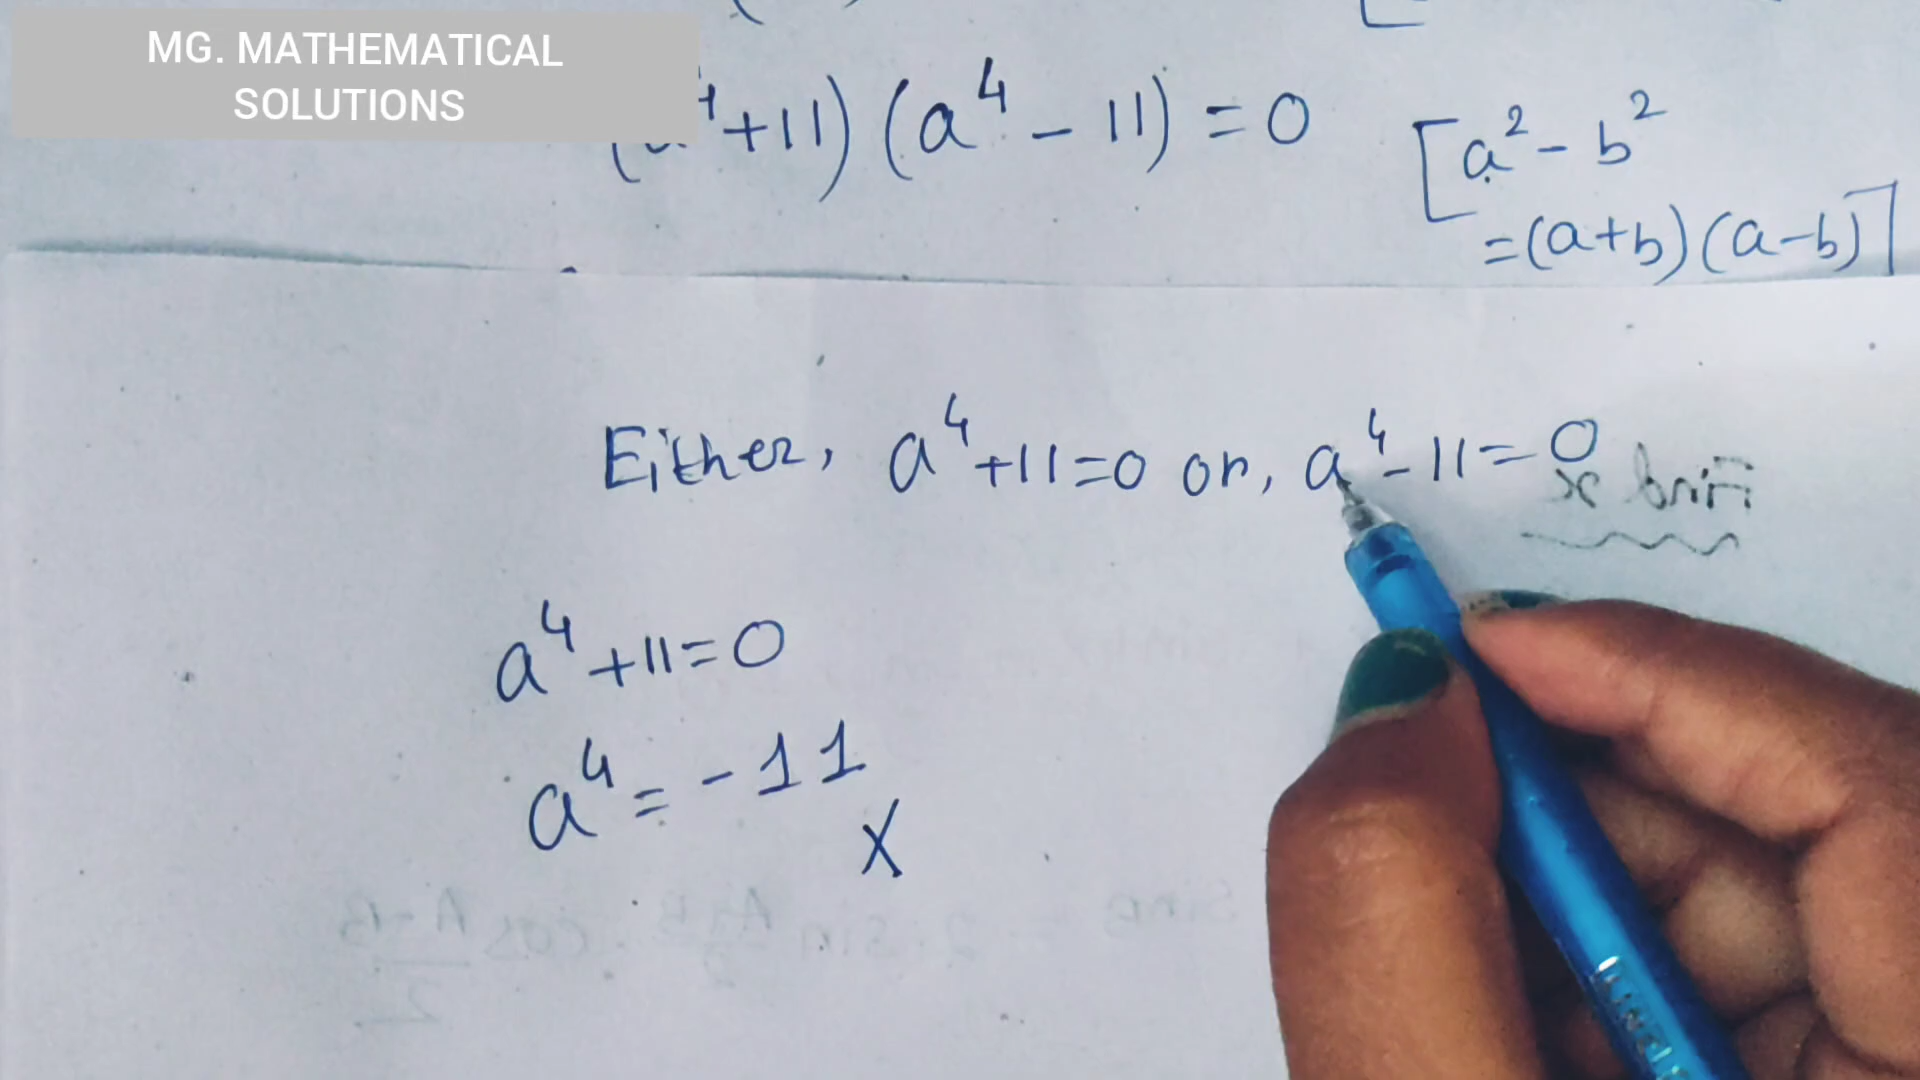 MG. MATHEMATICAL
SOLUTIONS
+11) (a⁴ - 11) = 0
[a² - b²
= (a+b) (a-b)]
Either, a⁴+11=0 or, a⁴-11=0
Find x
a⁴+11=0
a⁴ = -11
X